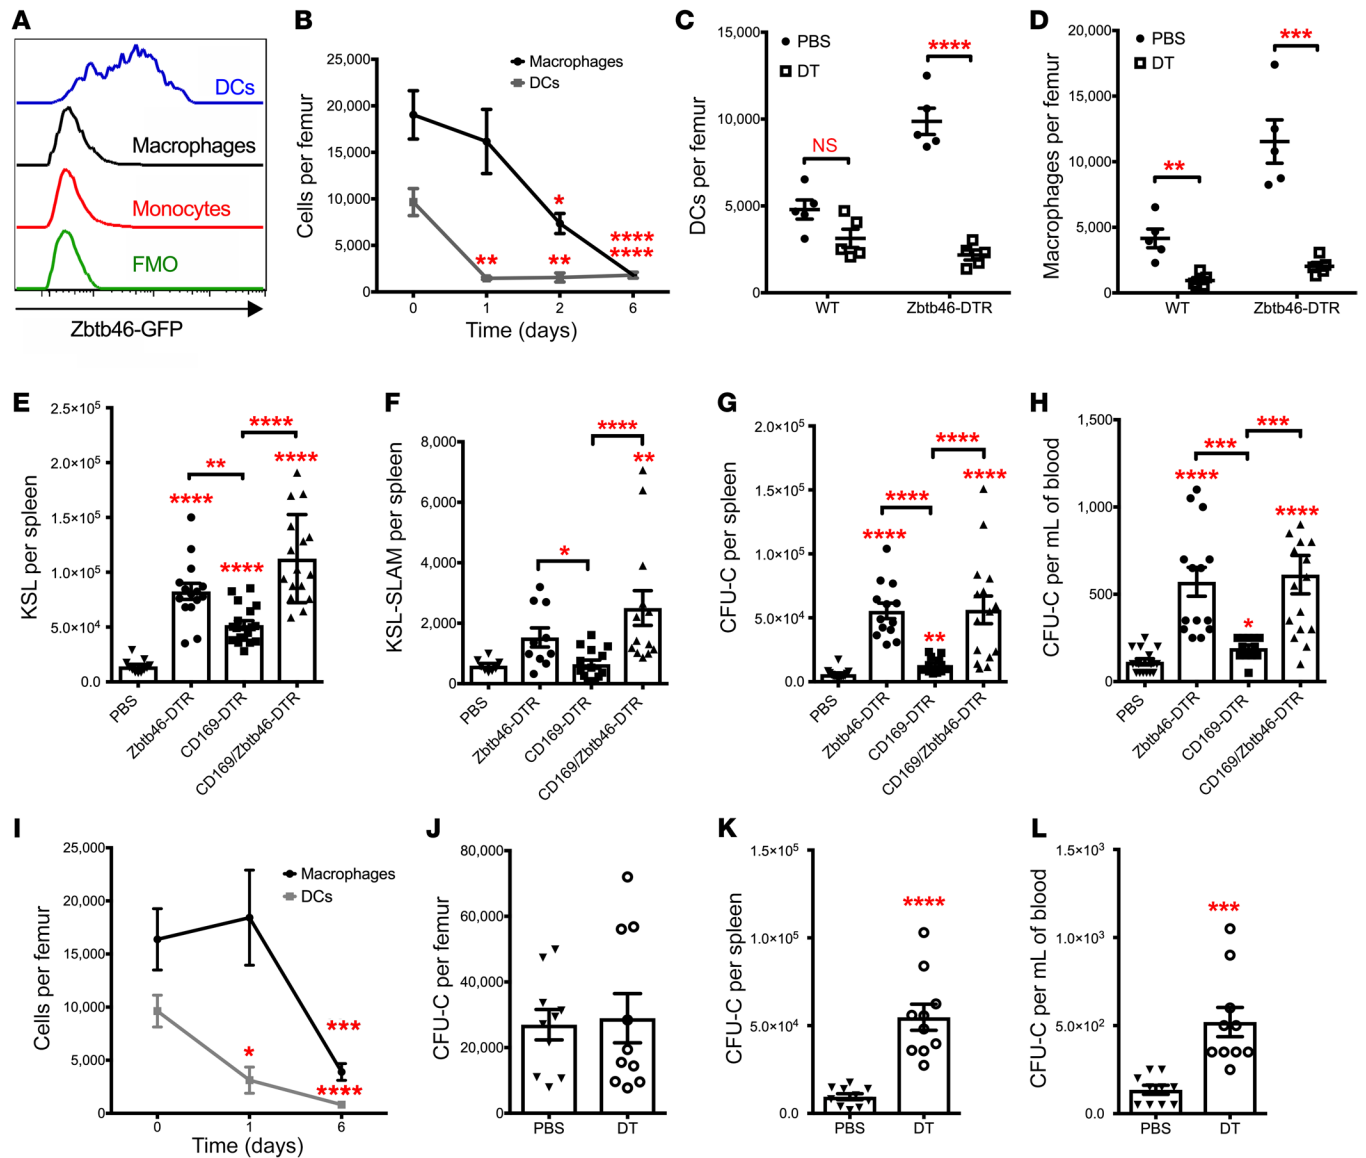 A
DCs
Macrophages
Monocytes
FMO
Zbtb46-GFP
B
Cells per femur
25,000
20,000
15,000
10,000
5,000
0
Macrophages
DCs
*
**
**
****
****
0 1 2 6
Time (days)
C
DCs per femur
15,000
10,000
5,000
0
PBS
DT
NS
****
WT Zbtb46-DTR
D
Macrophages per femur
20,000
15,000
10,000
5,000
0
PBS
DT
**
***
WT Zbtb46-DTR
E
KSL per spleen
2.5×10⁵
2.0×10⁵
1.5×10⁵
1.0×10⁵
5.0×10⁴
0.0
****
**
****
****
****
PBS
Zbtb46-DTR
CD169-DTR
CD169/Zbtb46-DTR
F
KSL-SLAM per spleen
8,000
6,000
4,000
2,000
0
****
**
*
PBS
Zbtb46-DTR
CD169-DTR
CD169/Zbtb46-DTR
G
CFU-C per spleen
2.0×10⁵
1.5×10⁵
1.0×10⁵
5.0×10⁴
0.0
****
****
****
****
**
PBS
Zbtb46-DTR
CD169-DTR
CD169/Zbtb46-DTR
H
CFU-C per mL of blood
1,500
1,000
500
0
***
***
****
****
*
PBS
Zbtb46-DTR
CD169-DTR
CD169/Zbtb46-DTR
I
Cells per femur
25,000
20,000
15,000
10,000
5,000
0
Macrophages
DCs
***
*
****
0 1 6
Time (days)
J
CFU-C per femur
80,000
60,000
40,000
20,000
0
PBS DT
K
CFU-C per spleen
1.5×10⁵
1.0×10⁵
5.0×10⁴
0.0
****
PBS DT
L
CFU-C per mL of blood
1.5×10³
1.0×10³
5.0×10²
0.0
***
PBS DT